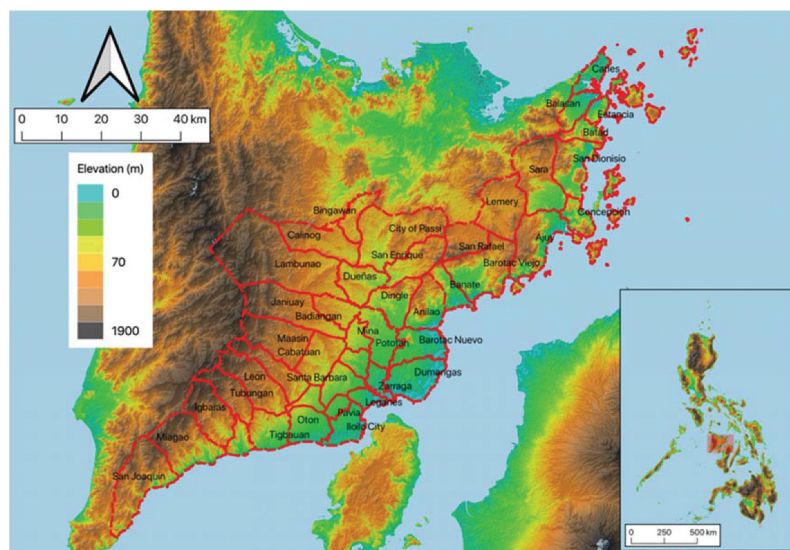 Carles
Balasan
Estancia
Batad
San Dionisio
Sara
Lemery
Concepcion
Ajuy
San Rafael
Barotac Viejo
Bingawan
City of Passi
Calinog
San Enrique
Lambunao
Dueñas
Banate
Dingle
Janiuay
Badiangan
Anilao
Mina
Maasin
Pototan
Barotac Nuevo
Cabatuan
Dumangas
Leon
Santa Barbara
Zarraga
Tubungan
Leganes
Igbaras
Pavia
Oton
Iloilo City
Miagao
Tigbauan
San Joaquin
0 10 20 30 40 km
Elevation (m)
0
70
1900
0 250 500 km